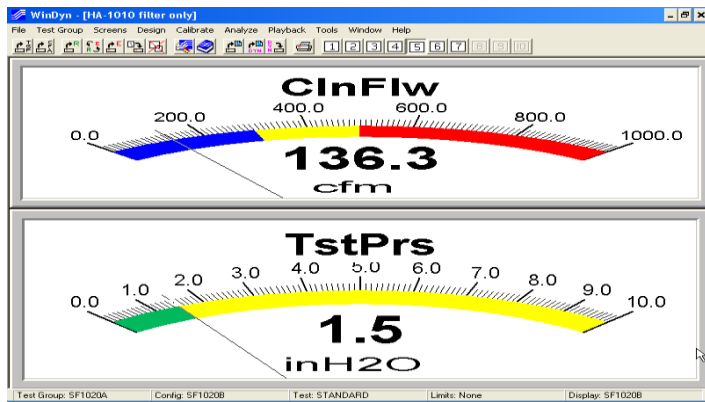 WinDyn - [HA-1010 filter only]
File Test Group Screens Design Calibrate Analyze Playback Tools Window Help
1 2 3 4 5 6 7 8 9 10
ClnFlw
0.0 200.0 400.0 600.0 800.0 1000.0
136.3
cfm
TstPrs
0.0 1.0 2.0 3.0 4.0 5.0 6.0 7.0 8.0 9.0 10.0
1.5
inH2O
Test Group: SF1020A Config: SF1020B Test: STANDARD Limits: None Display: SF1020B